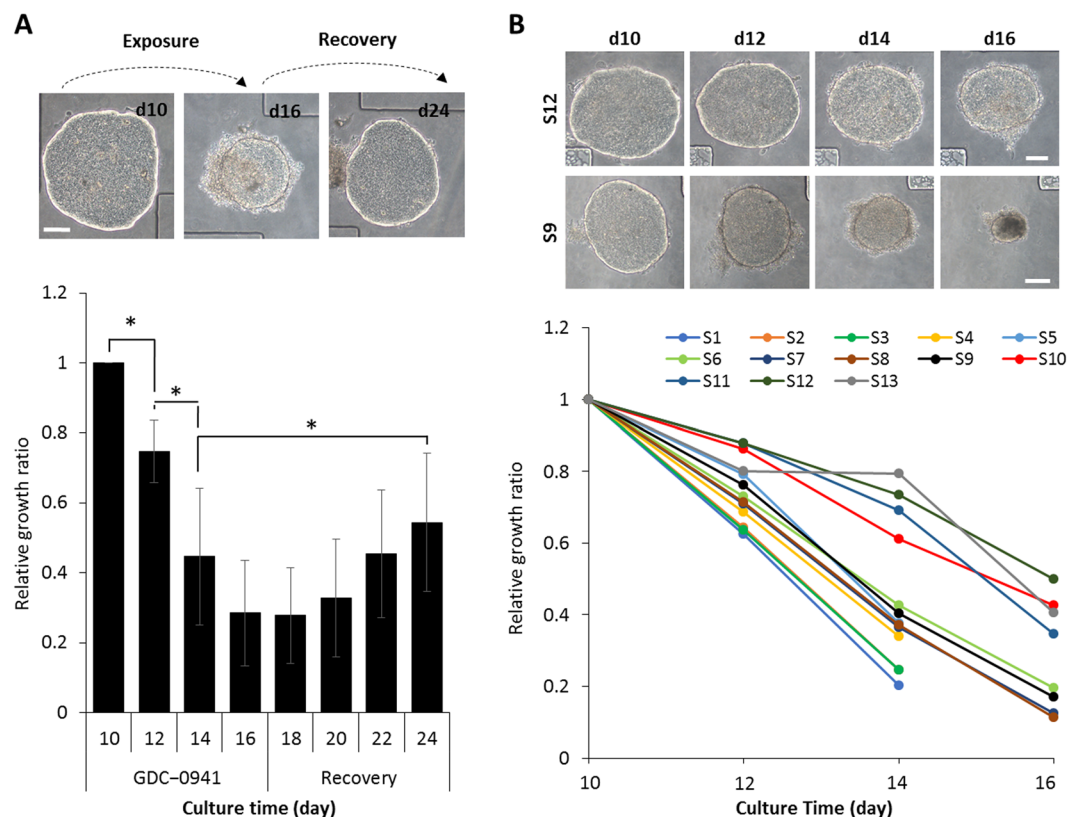 A
Exposure
Recovery
d10
d16
d24
1.2
1
0.8
0.6
0.4
0.2
0
*
*
*
Relative growth ratio
10 12 14 16 18 20 22 24
GDC–0941 Recovery
Culture time (day)
B
d10 d12 d14 d16
S12
S9
1.2
1
0.8
0.6
0.4
0.2
0
Relative growth ratio
S1 S2 S3 S4 S5
S6 S7 S8 S9 S10
S11 S12 S13
10 12 14 16
Culture Time (day)